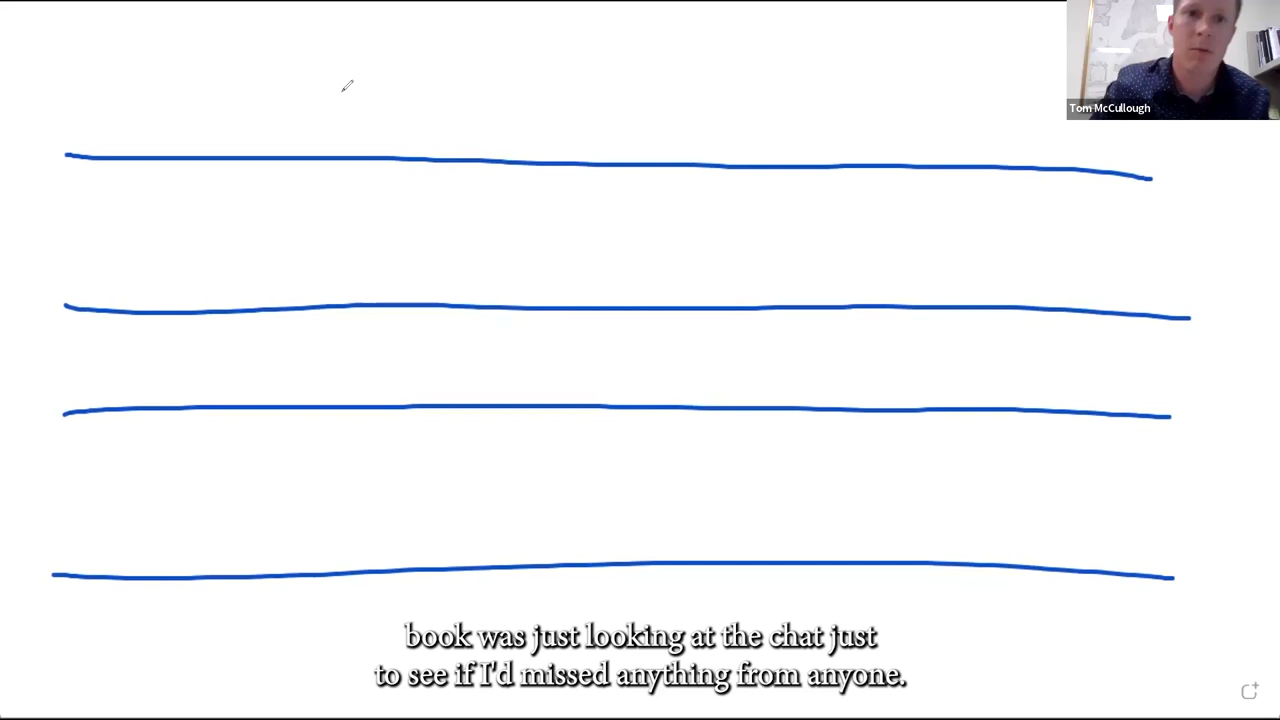 Tom McCullough
book was just looking at the chat just
to see if I'd missed anything from anyone.